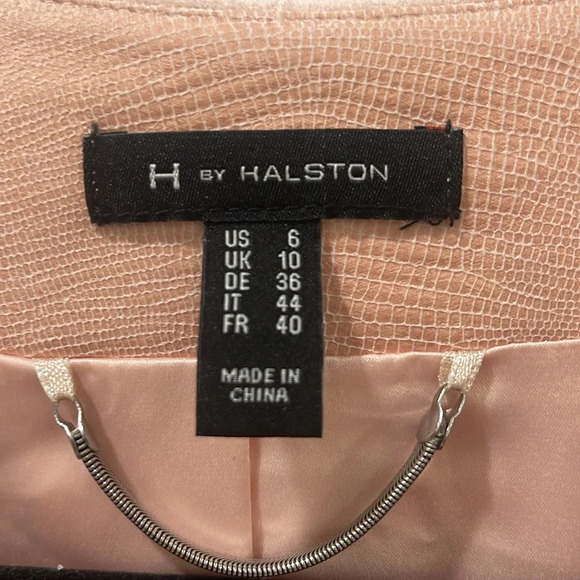 H BY HALSTON
US 6
UK 10
DE 36
IT 44
FR 40
MADE IN
CHINA